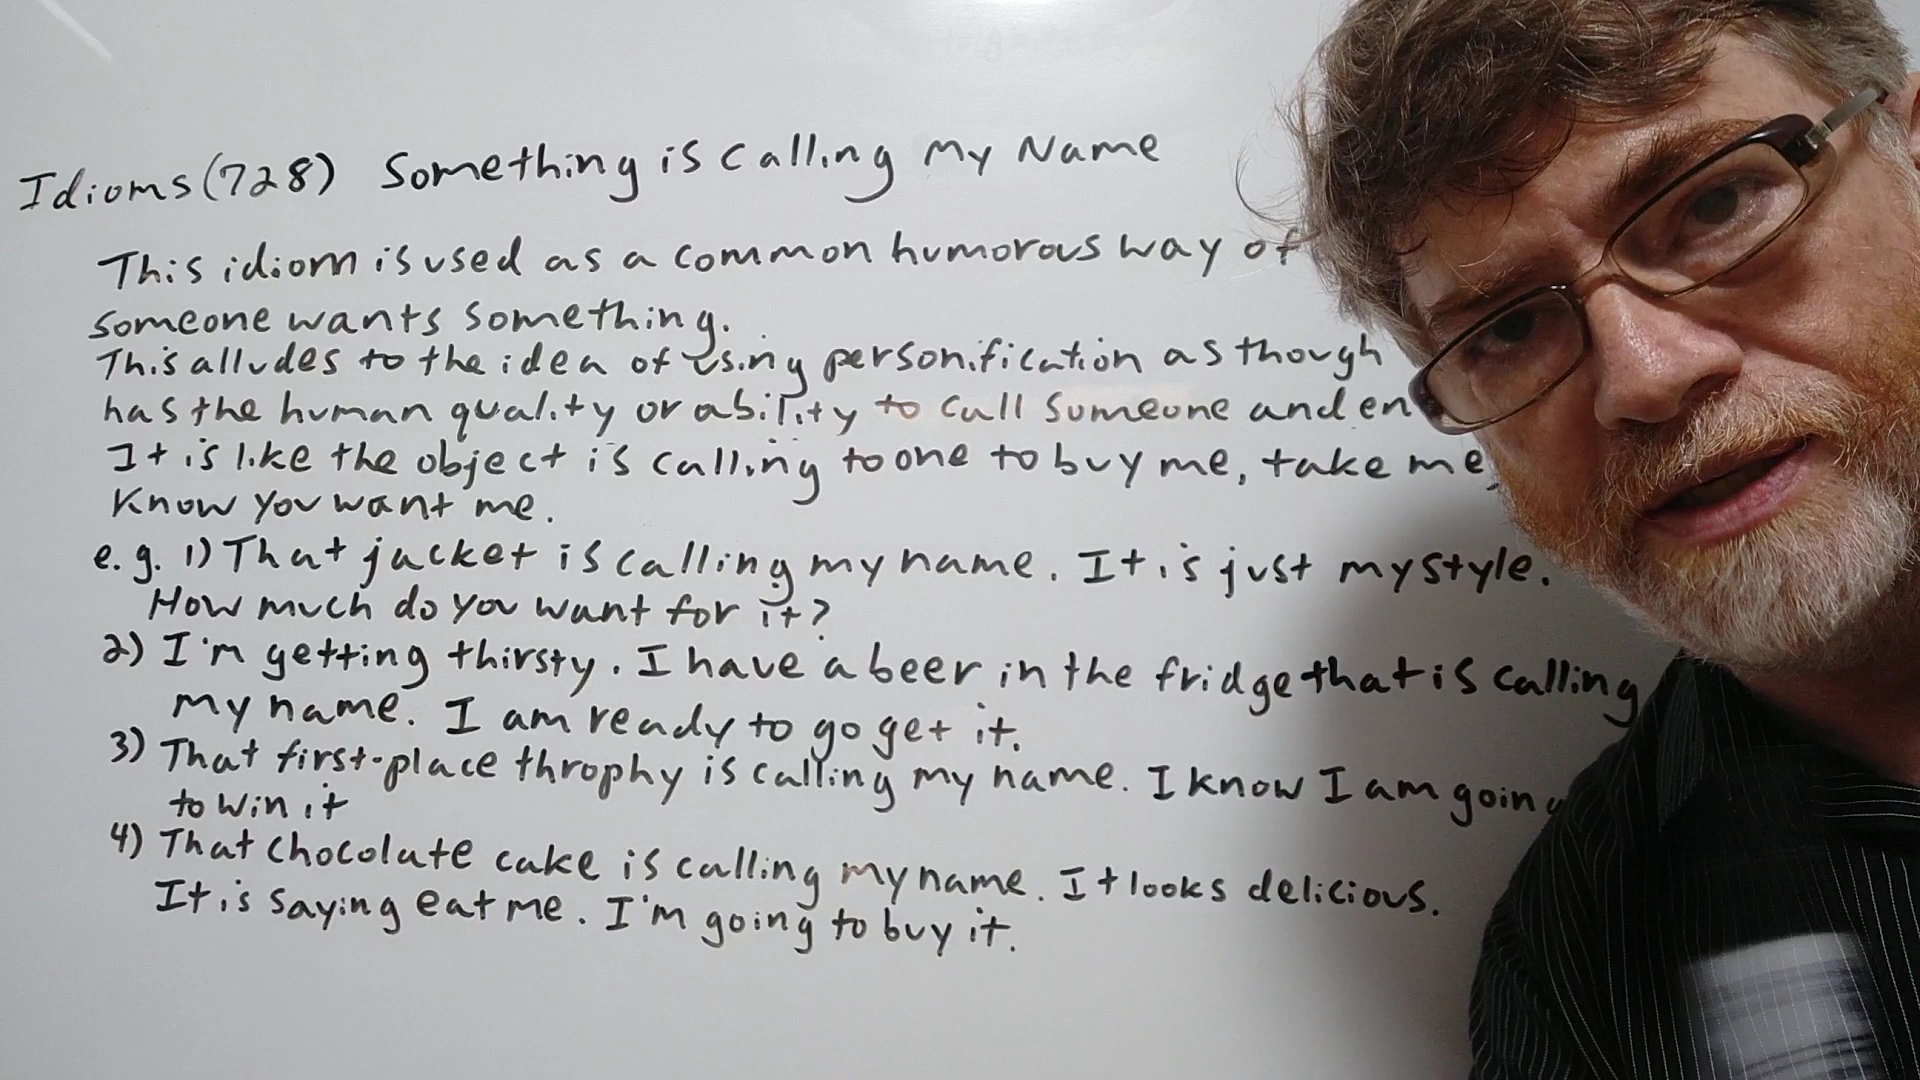 Idioms (728) Something is Calling My Name
This idiom is used as a common humorous way of
someone wants something.
This alludes to the idea of using personification as though
has the human quality or ability to call someone and en
It is like the object is calling to one to buy me, take me,
Know you want me.
e.g. 1) That jacket is calling my name. It is just my style.
How much do you want for it?
2) I'm getting thirsty. I have a beer in the fridge that is calling
my name. I am ready to go get it.
3) That first-place throphy is calling my name. I know I am going
to win it
4) That chocolate cake is calling my name. It looks delicious.
It is saying eat me. I'm going to buy it.